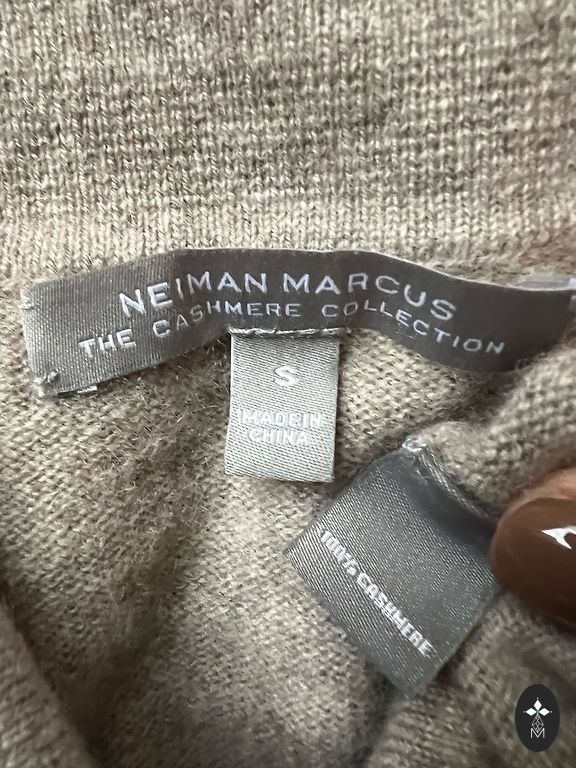 NEIMAN MARCUS
THE CASHMERE COLLECTION
S
MADE IN
CHINA
100% CASHMERE
M